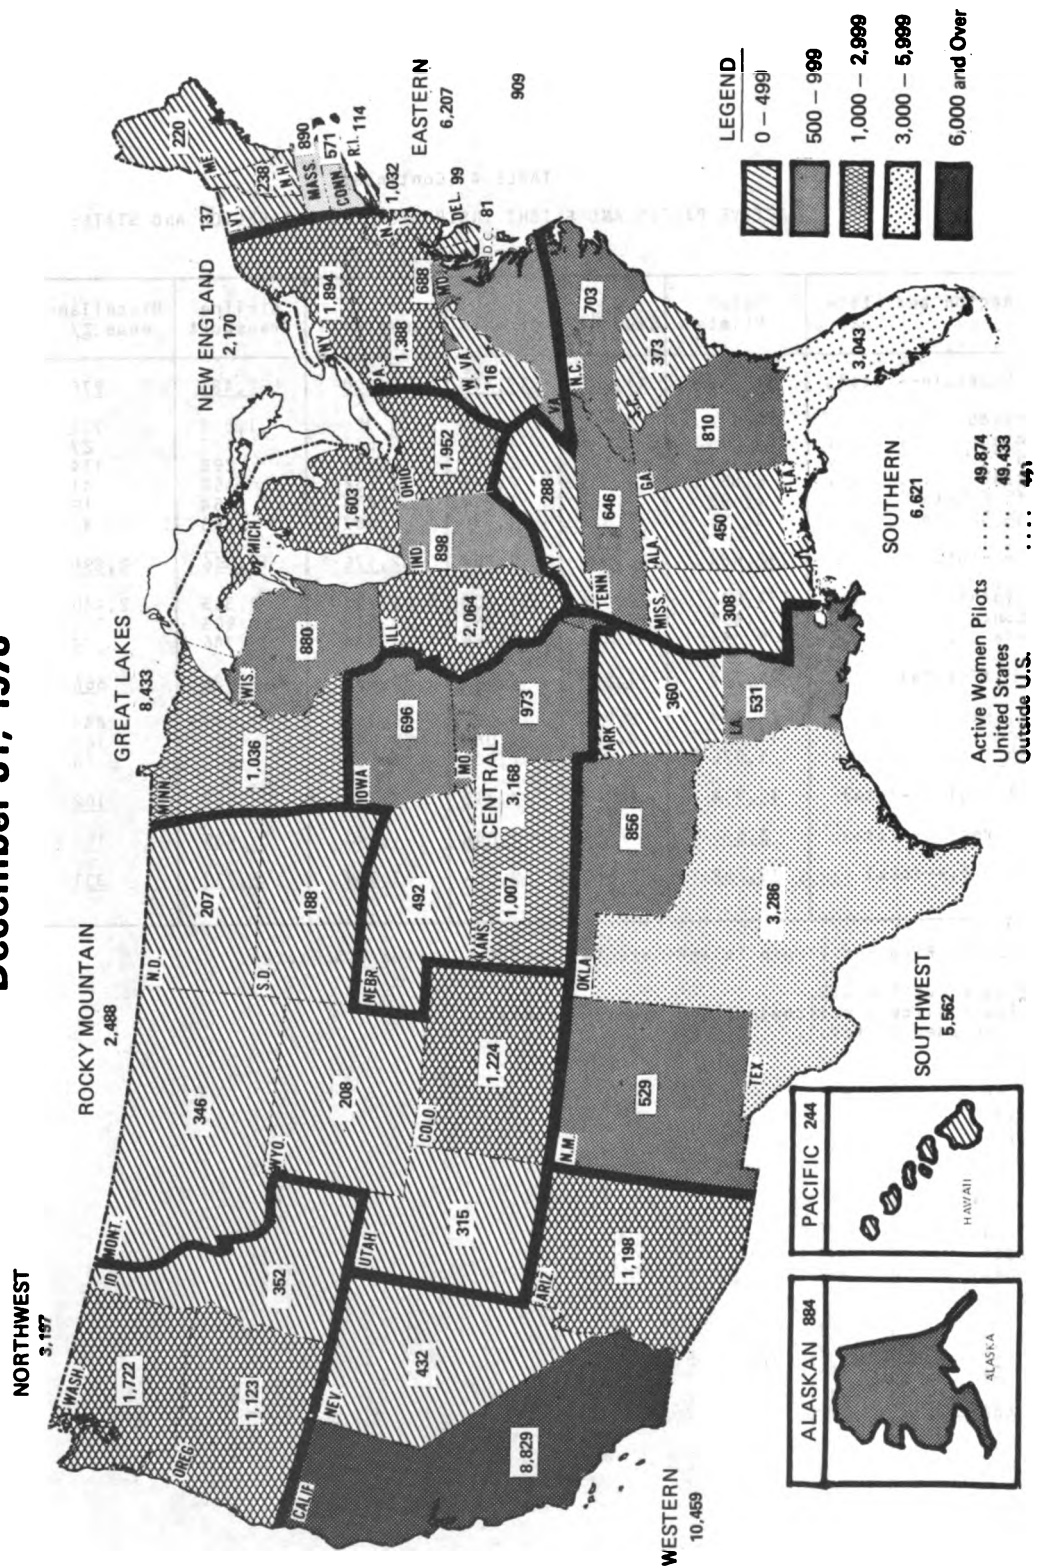 December 31, 1978
NORTHWEST
3,197
ROCKY MOUNTAIN
2,488
GREAT LAKES
8,433
NEW ENGLAND
2,170
EASTERN
6,207
909
WESTERN
10,459
SOUTHWEST
5,562
SOUTHERN
6,621
CENTRAL
3,168
WASH.
1,722
OREG.
1,123
ID.
352
MONT.
346
WYO.
208
N.D.
207
S.D.
188
NEBR.
492
KANS.
1,007
COLO.
1,224
UTAH
315
NEV.
432
CALIF.
8,829
ARIZ.
1,198
N.M.
529
TEX.
3,286
OKLA.
856
ARK.
360
LA.
531
MO.
973
IOWA
696
MINN.
1,036
WIS.
880
MICH.
1,603
ILL.
2,064
IND.
898
OHIO
1,952
KY.
288
TENN.
646
MISS.
308
ALA.
450
GA.
810
FLA.
3,043
S.C.
373
N.C.
703
VA.
W. VA.
116
PA.
1,388
N.Y.
1,894
MD.
688
DEL. 99
D.C. 81
N.J.
1,032
CONN.
571
R.I.
114
MASS.
890
VT.
137
N.H.
238
ME.
220
ALASKAN 884
ALASKA
PACIFIC 244
HAWAII
Active Women Pilots ..... 49,874
United States ..... 49,433
Outside U.S. .... 441
LEGEND
0 – 499
500 – 999
1,000 – 2,999
3,000 – 5,999
6,000 and Over